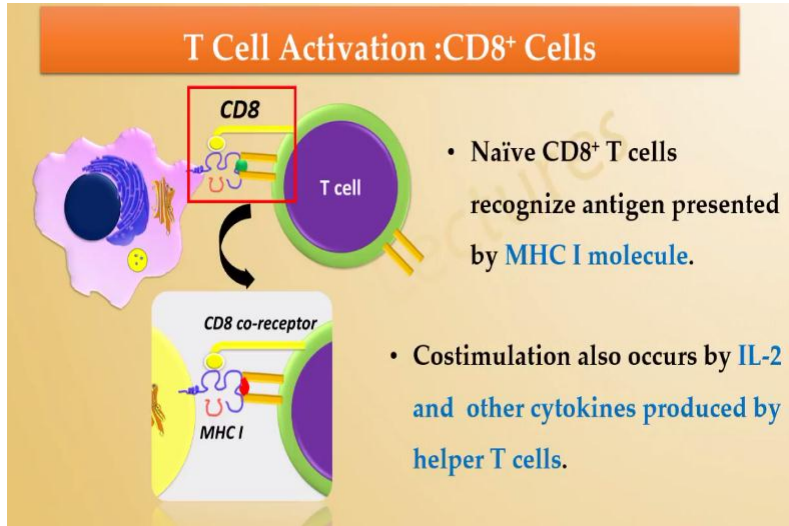 T Cell Activation :CD8⁺ Cells
CD8
T cell
CD8 co-receptor
MHC I
• Naïve CD8⁺ T cells
recognize antigen presented
by MHC I molecule.
• Costimulation also occurs by IL-2
and other cytokines produced by
helper T cells.
Lectures